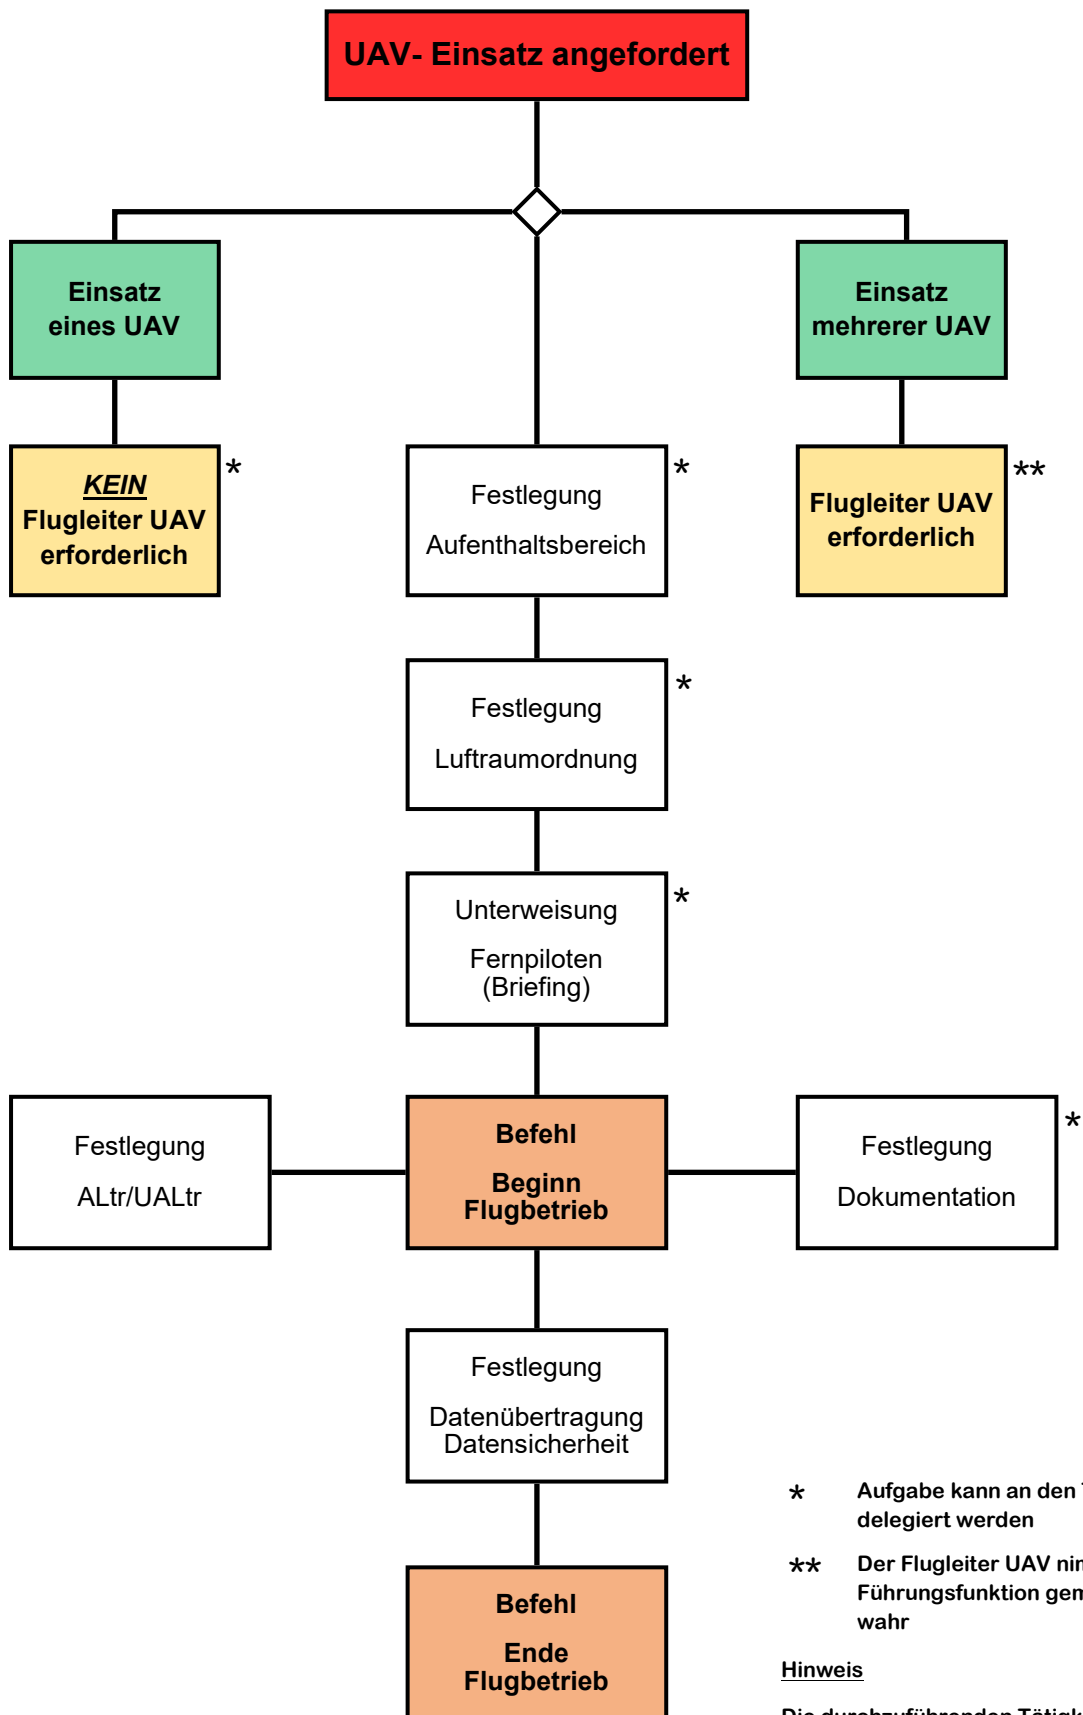 UAV- Einsatz angefordert
Einsatz
eines UAV
Einsatz
mehrerer UAV
KEIN
Flugleiter UAV
erforderlich
*
Festlegung
Aufenthaltsbereich
*
Flugleiter UAV
erforderlich
**
Festlegung
Luftraumordnung
*
Unterweisung
Fernpiloten
(Briefing)
*
Festlegung
ALtr/UALtr
Befehl
Beginn
Flugbetrieb
Festlegung
Dokumentation
*
Festlegung
Datenübertragung
Datensicherheit
* Aufgabe kann an den
delegiert werden
** Der Flugleiter UAV
Führungsfunktion
wahr
Befehl
Ende
Flugbetrieb
Hinweis
Die durchzuführenden